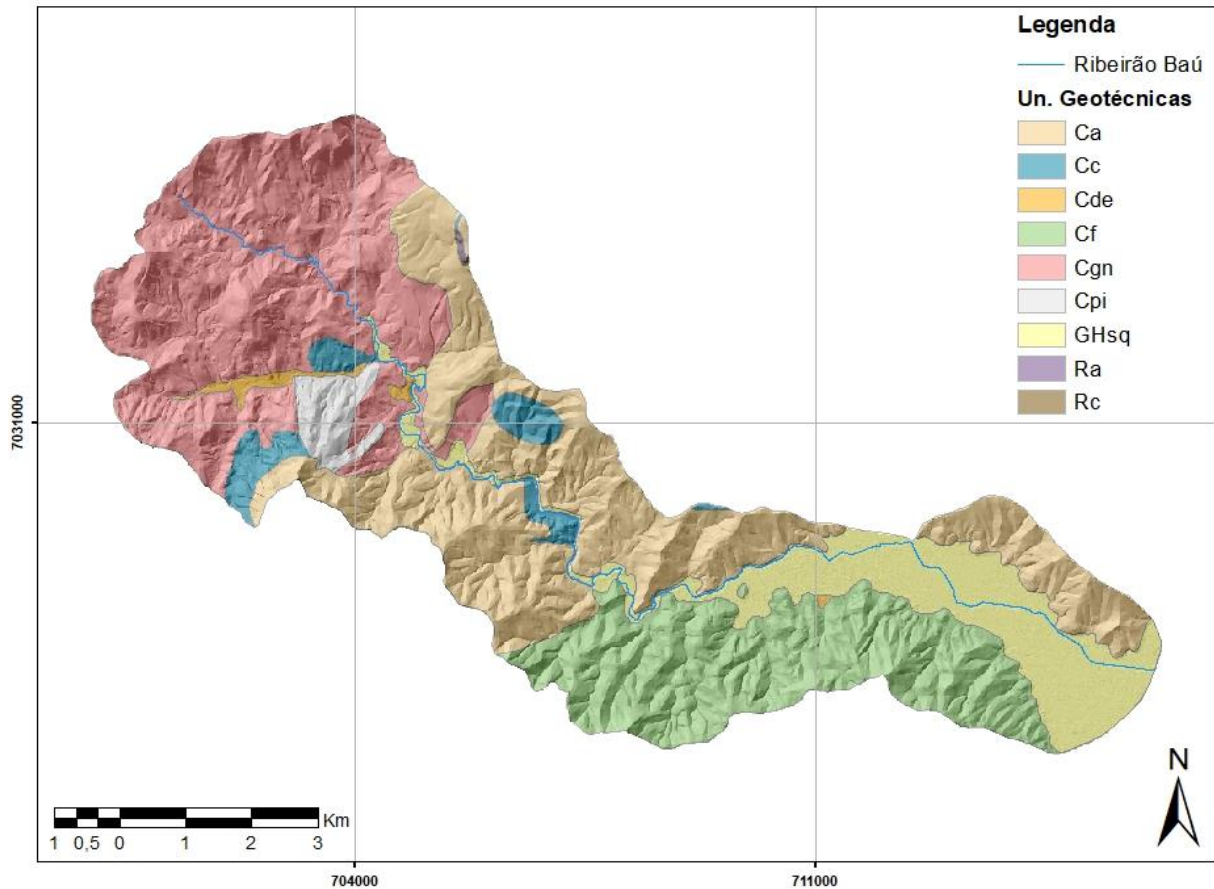 Legenda
Ribeirão Baú
Un. Geotécnicas
Ca
Cc
Cde
Cf
Cgn
Cpi
GHsq
Ra
Rc
7031000
N
Km
1 0,5 0 1 2 3
704000 711000